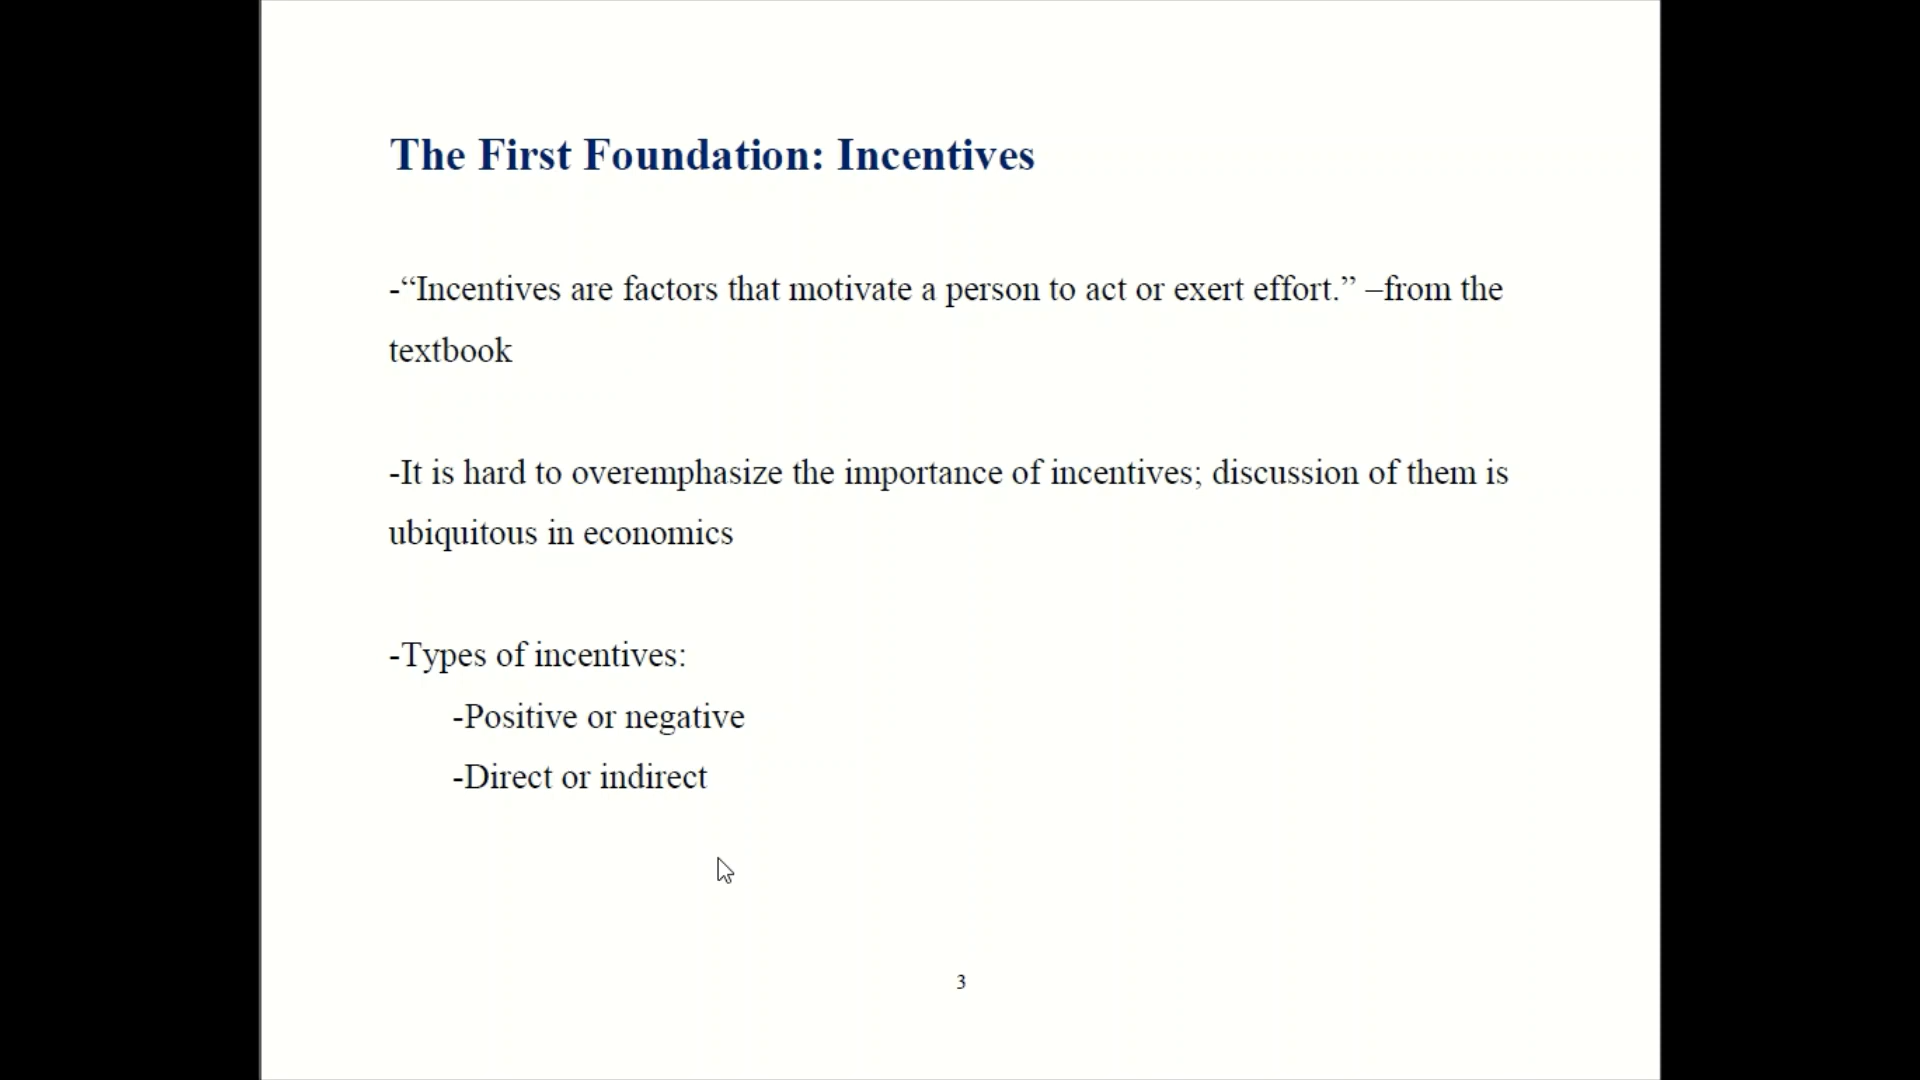 The First Foundation: Incentives
-“Incentives are factors that motivate a person to act or exert effort.” –from the
textbook
-It is hard to overemphasize the importance of incentives; discussion of them is
ubiquitous in economics
-Types of incentives:
-Positive or negative
-Direct or indirect
3